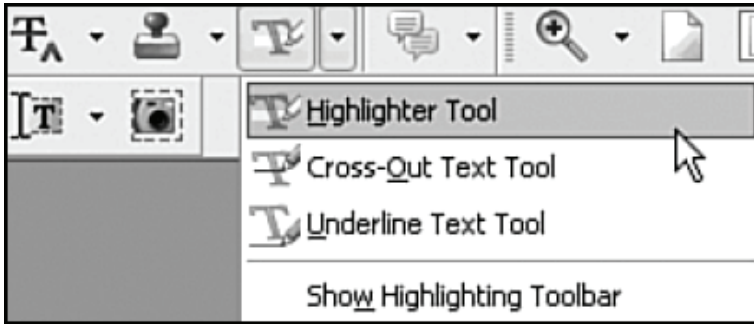 Highlighter Tool
Cross-Out Text Tool
Underline Text Tool
Show Highlighting Toolbar